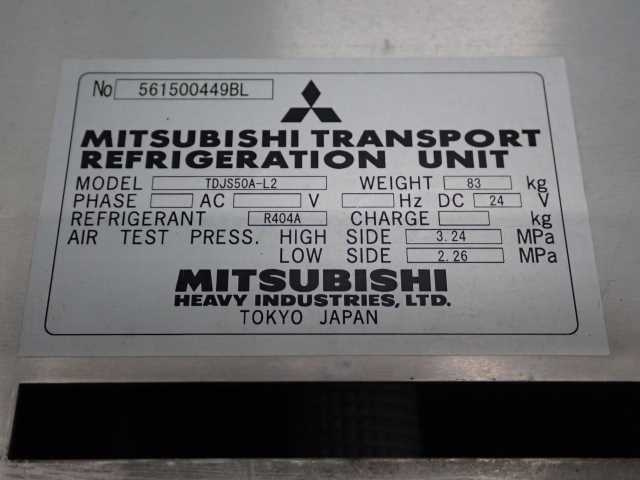 No 561500449BL
MITSUBISHI TRANSPORT
REFRIGERATION UNIT
MODEL TDJS50A-L2 WEIGHT 83 kg
PHASE AC V Hz DC 24 V
REFRIGERANT R404A CHARGE kg
AIR TEST PRESS. HIGH SIDE 3.24 MPa
LOW SIDE 2.26 MPa
MITSUBISHI
HEAVY INDUSTRIES, LTD.
TOKYO JAPAN